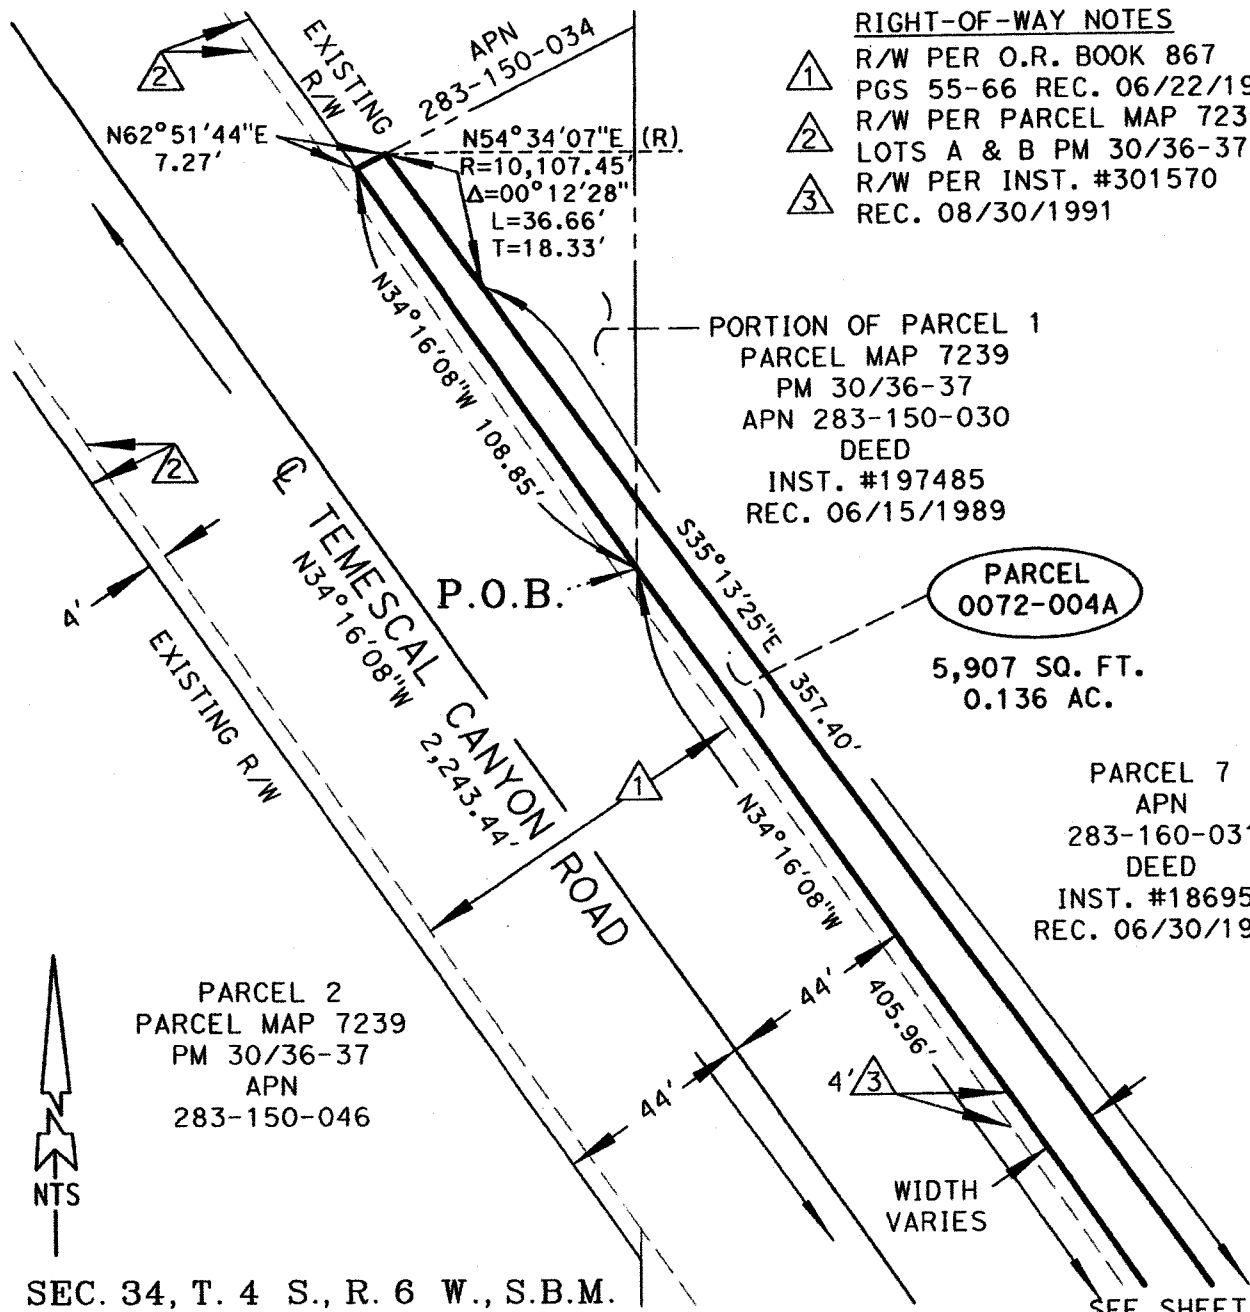 RIGHT-OF-WAY NOTES
1 R/W PER O.R. BOOK 867
PGS 55-66 REC. 06/22/19
2 R/W PER PARCEL MAP 723
LOTS A & B PM 30/36-37
3 R/W PER INST. #301570
REC. 08/30/1991
2
EXISTING
R/W
APN
283-150-034
N62°51'44"E
7.27'
N54°34'07"E (R)
R=10,107.45'
Δ=00°12'28"
L=36.66'
T=18.33'
N34°16'08"W 108.85'
PORTION OF PARCEL 1
PARCEL MAP 7239
PM 30/36-37
APN 283-150-030
DEED
INST. #197485
REC. 06/15/1989
2
℄ TEMESCAL CANYON ROAD
N34°16'08"W 2,243.44'
P.O.B.
S35°13'25"E 357.40'
PARCEL
0072-004A
5,907 SQ. FT.
0.136 AC.
4'
EXISTING R/W
1
N34°16'08"W 405.96'
PARCEL 7
APN
283-160-031
DEED
INST. #18695
REC. 06/30/19
44'
44'
4' 3
PARCEL 2
PARCEL MAP 7239
PM 30/36-37
APN
283-150-046
N
NTS
WIDTH
VARIES
SEC. 34, T. 4 S., R. 6 W., S.B.M.
SEE SHEET